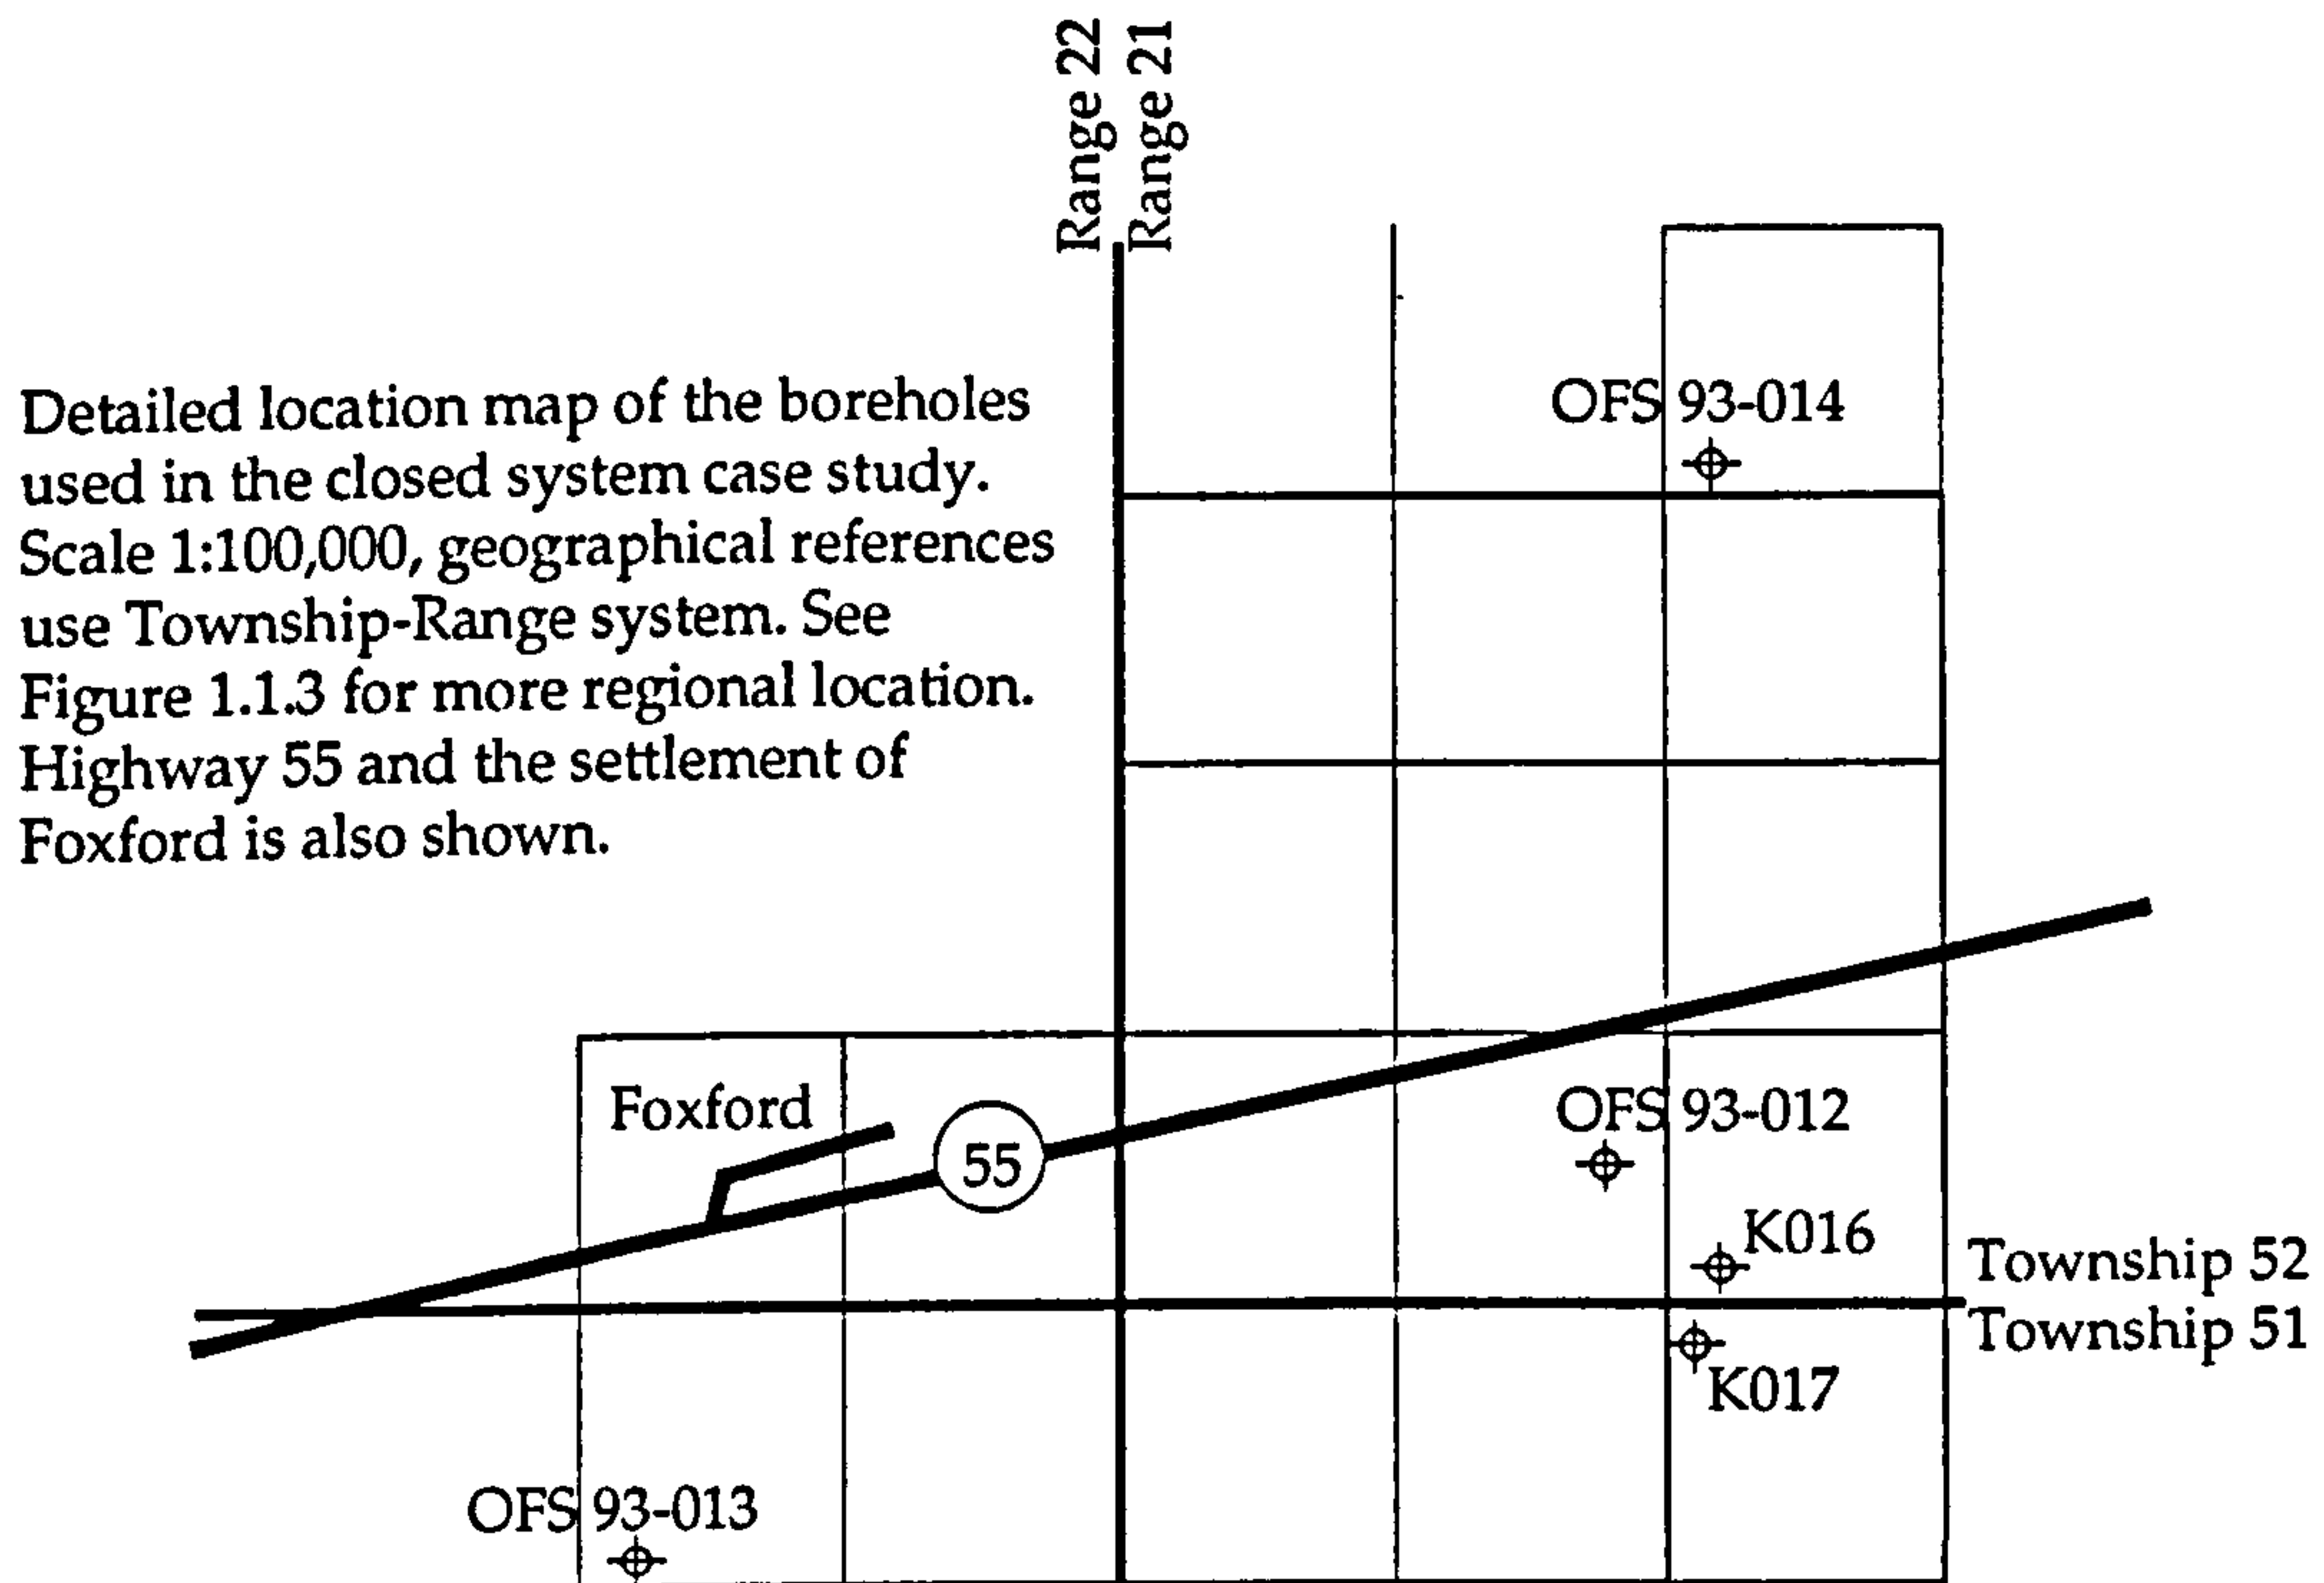 Range 22
Range 21
Detailed location map of the boreholes
used in the closed system case study.
Scale 1:100,000, geographical references
use Township-Range system. See
Figure 1.1.3 for more regional location.
Highway 55 and the settlement of
Foxford is also shown.
OFS 93-014
Foxford
55
OFS 93-012
K016
Township 52
Township 51
K017
OFS 93-013